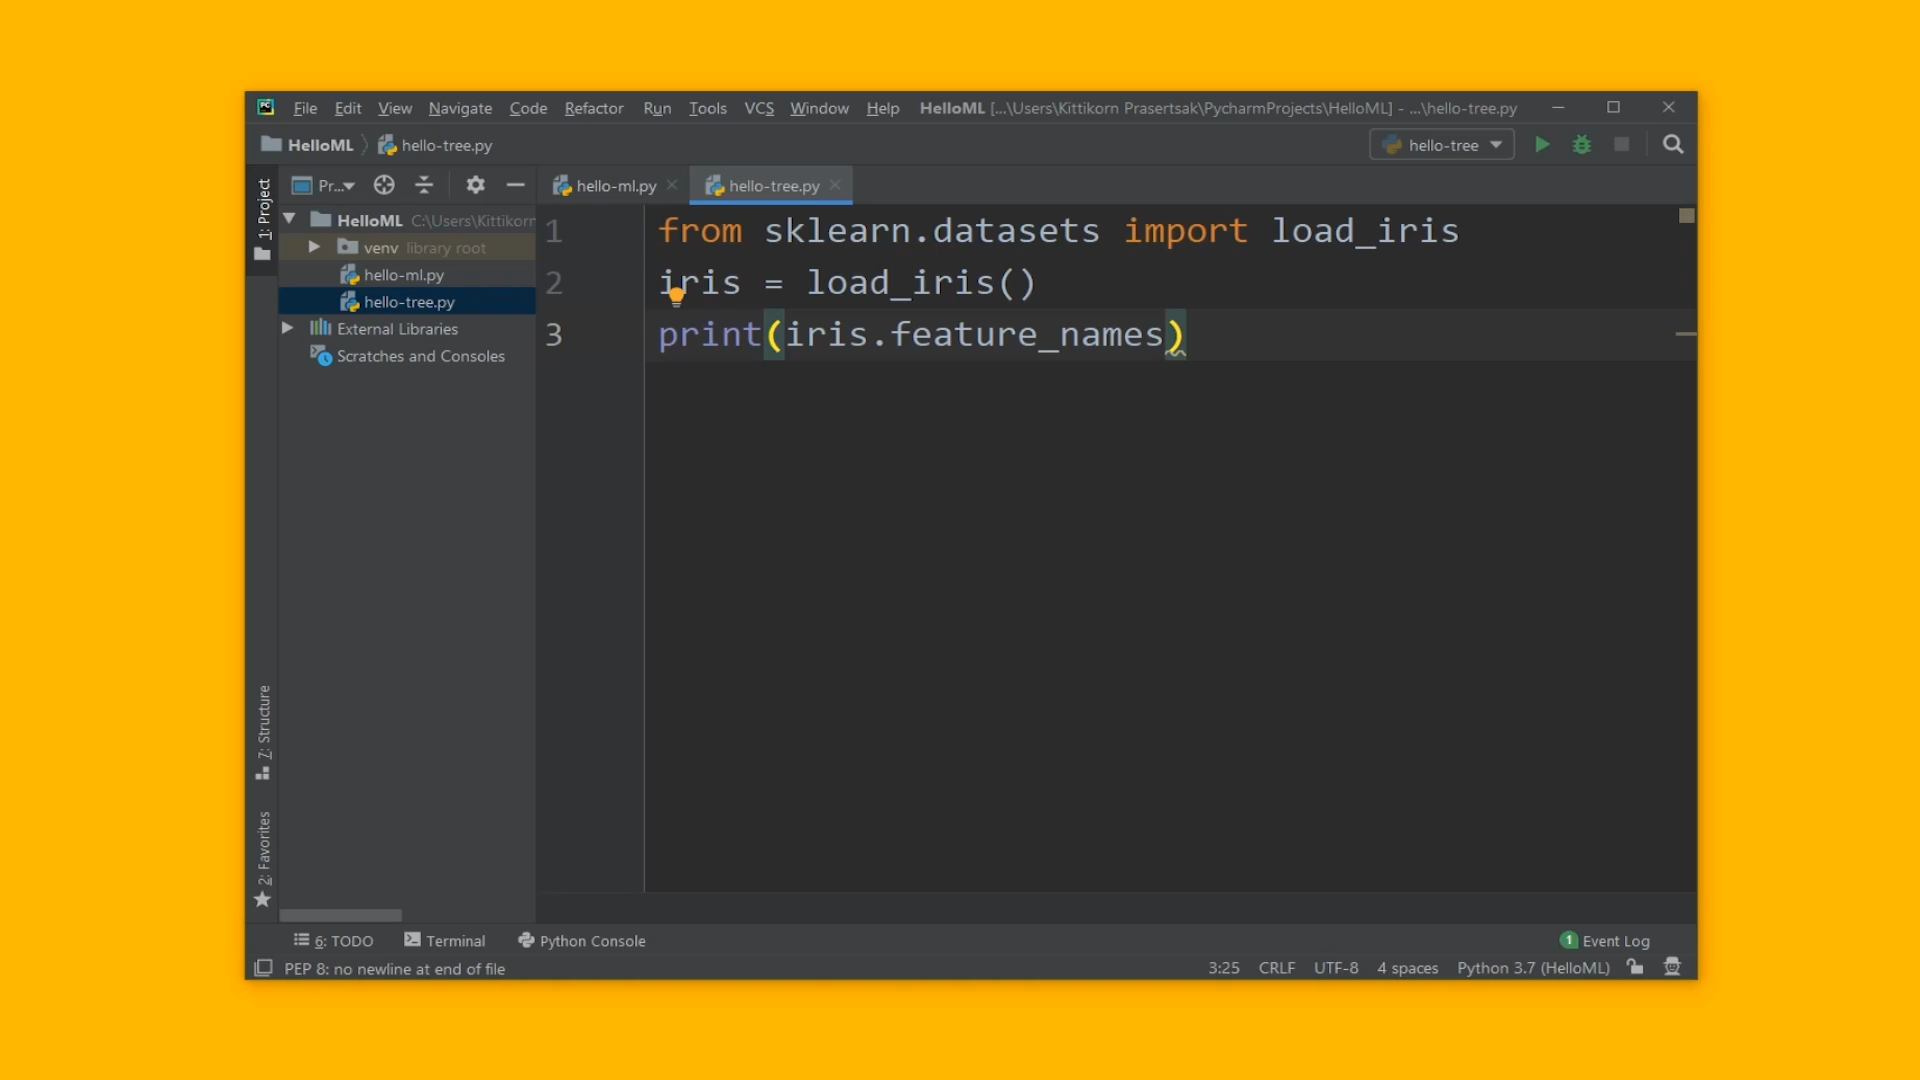 File Edit View Navigate Code Refactor Run Tools VCS Window Help HelloML [...\Users\Kittikorn Prasertsak\PycharmProjects\HelloML] - ...\hello-tree.py
HelloML hello-tree.py hello-tree
1: Project
Pr...
hello-ml.py hello-tree.py
HelloML C:\Users\Kittikorn
venv library root
hello-ml.py
hello-tree.py
External Libraries
Scratches and Consoles
1 from sklearn.datasets import load_iris
2 iris = load_iris()
3 print(iris.feature_names)
7: Structure
2: Favorites
6: TODO Terminal Python Console 1 Event Log
PEP 8: no newline at end of file 3:25 CRLF UTF-8 4 spaces Python 3.7 (HelloML)